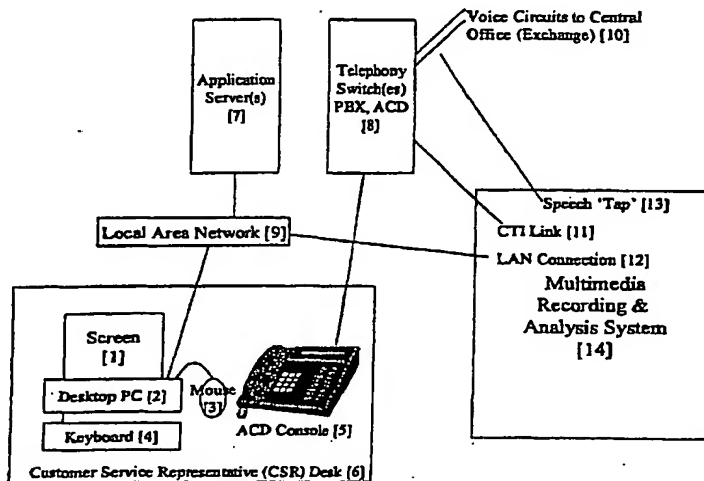 Voice Circuits to Central
Office (Exchange) [10]
Application
Server(s)
[7]
Telephony
Switch(es)
PBX, ACD
[8]
Speech "Tap" [13]
CTI Link [11]
Local Area Network [9]
LAN Connection [12]
Multimedia
Recording &
Analysis System
[14]
Screen
[1]
Desktop PC [2]
Mouse
[3]
Keyboard [4]
ACD Console [5]
Customer Service Representative (CSR) Desk [6]